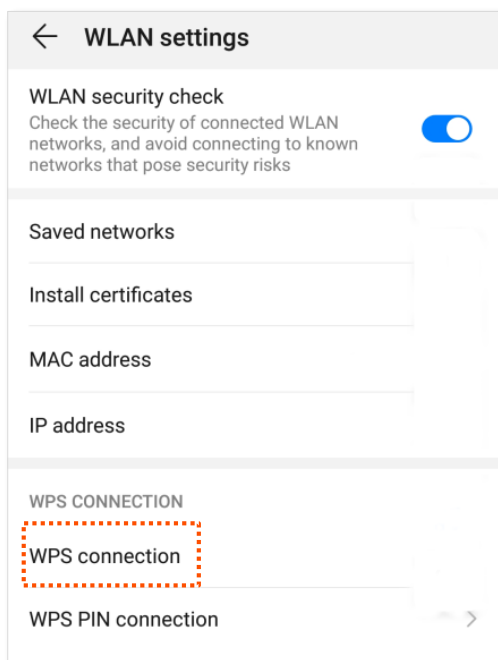 WLAN settings
WLAN security check
Check the security of connected WLAN
networks, and avoid connecting to known
networks that pose security risks
Saved networks
Install certificates
MAC address
IP address
WPS CONNECTION
WPS connection
WPS PIN connection